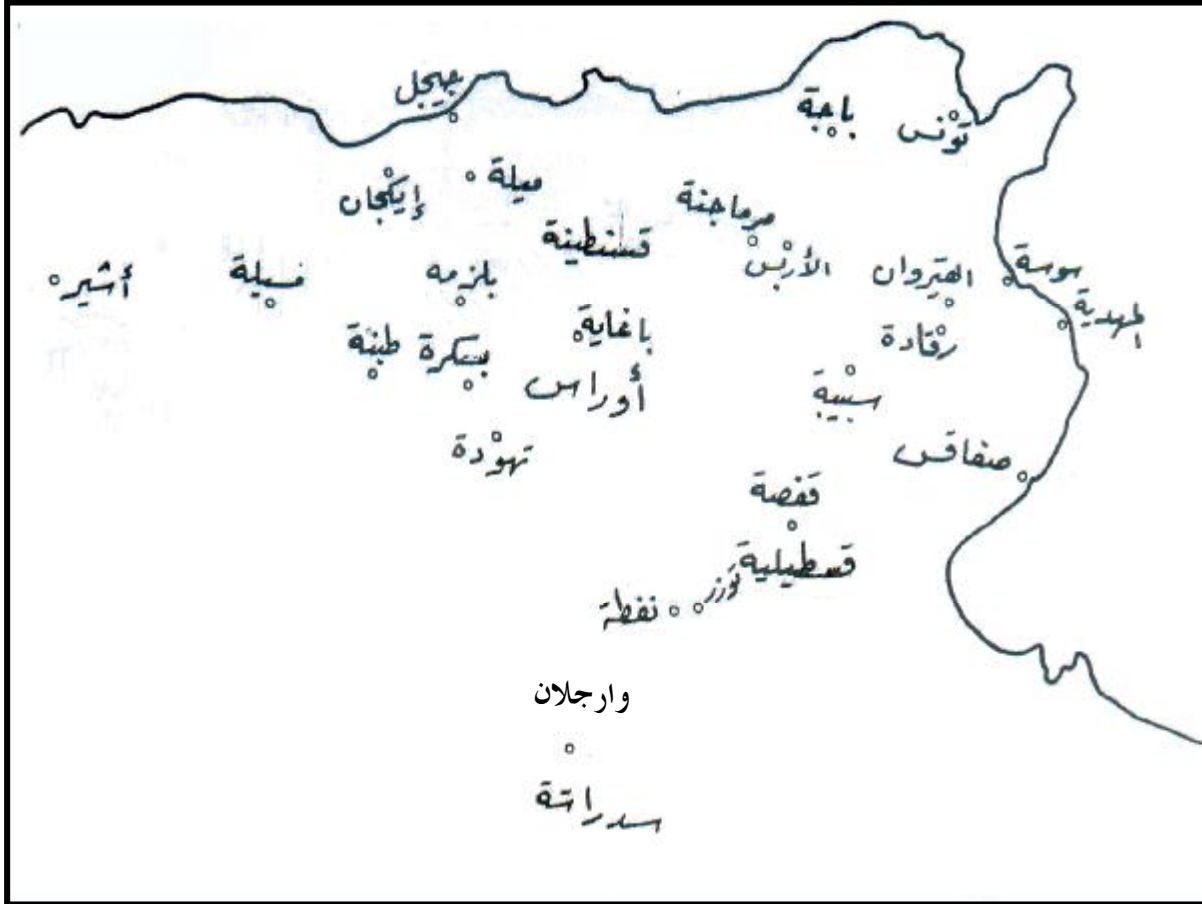 جيجل
باجة
تونس
ميلة
إيكجان
مرماجنة
قسنطينة
الأربس
القيروان
سوسة
المهدية
أشير
مسيلة
بلزمه
باغاية
رقادة
طبنة
بسكرة
أوراس
سبيبة
تهودة
صفاقس
قفصة
قسطيلية
توزر
نفطة
وارجلان
سدراتة